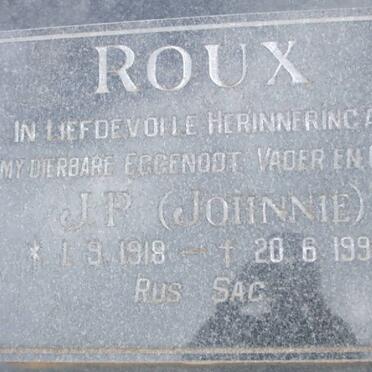 ROUX
IN LIEFDEVOLLE HERINNERING A
MY DIERBARE EGGENOOT VADER EN
J.P. (JOHNNIE)
* 1. 9. 1918 — † 20 6 199
RUS SAG